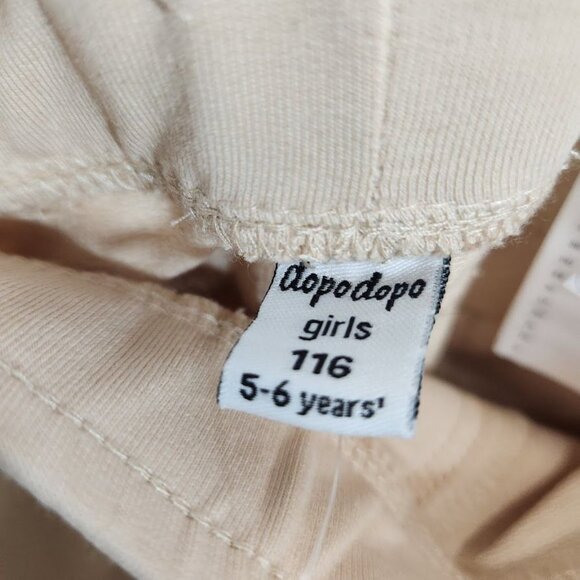 dopodopo
girls
116
5-6 years'